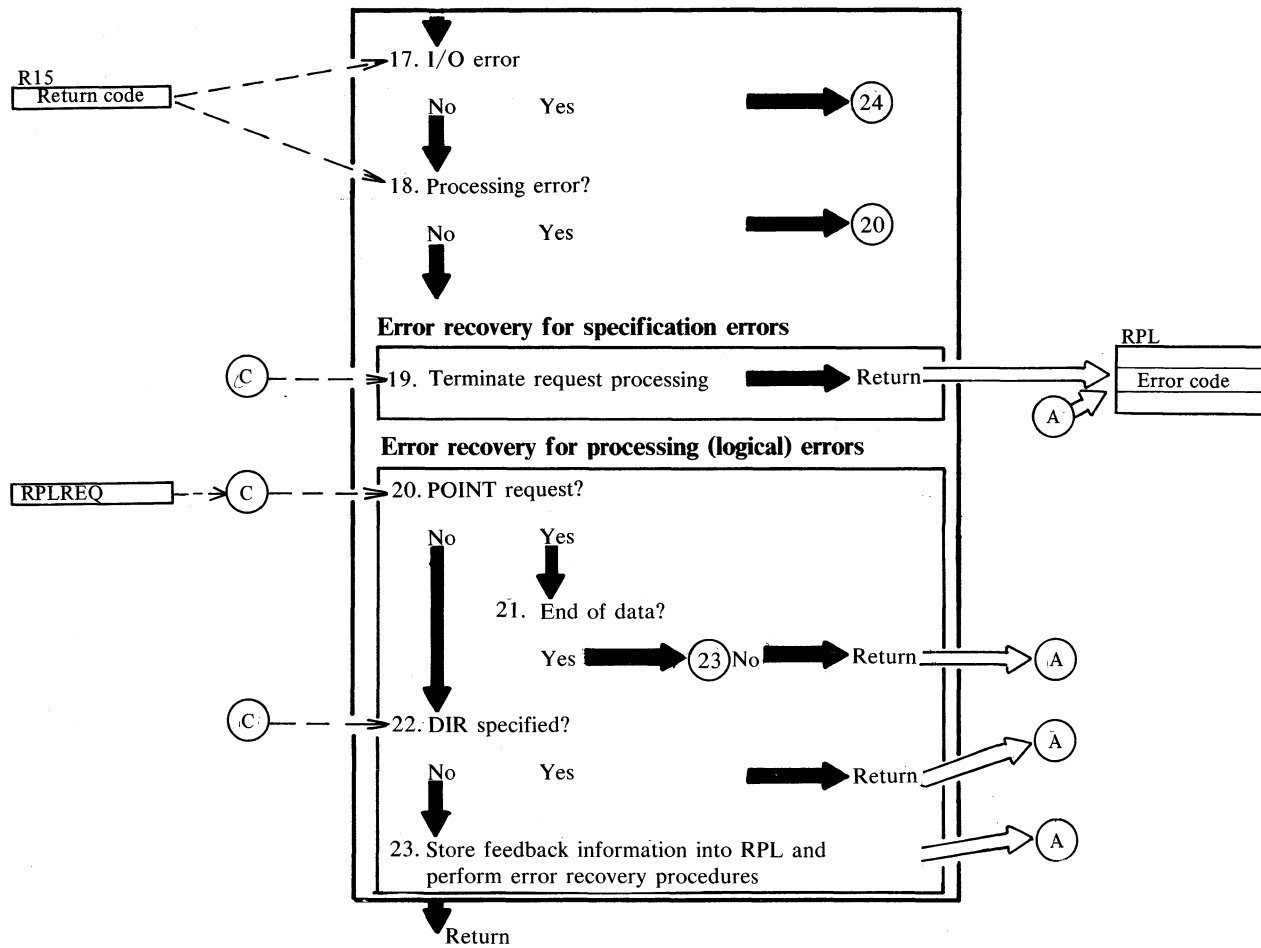 17. I/O error
R15
Return code
No Yes 24
18. Processing error?
No Yes 20
Error recovery for specification errors
RPL
C 19. Terminate request processing Return Error code
A
Error recovery for processing (logical) errors
RPLREQ C 20. POINT request?
No Yes
21. End of data?
Yes 23 No Return A
C 22. DIR specified?
A
No Yes Return
23. Store feedback information into RPL and A
perform error recovery procedures
Return